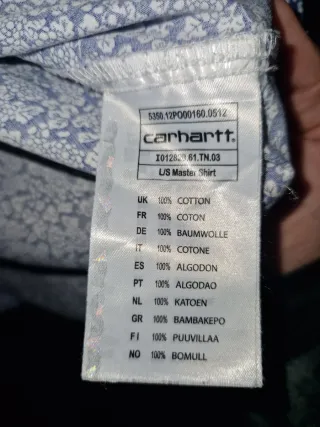 5350.12PO00160.0512
carhartt.
I012829.61.TN.03
L/S Master Shirt
UK 100% COTTON
FR 100% COTON
DE 100% BAUMWOLLE
IT 100% COTONE
ES 100% ALGODON
PT 100% ALGODAO
NL 100% KATOEN
GR 100% BAMBAKEPO
FI 100% PUUVILLAA
NO 100% BOMULL